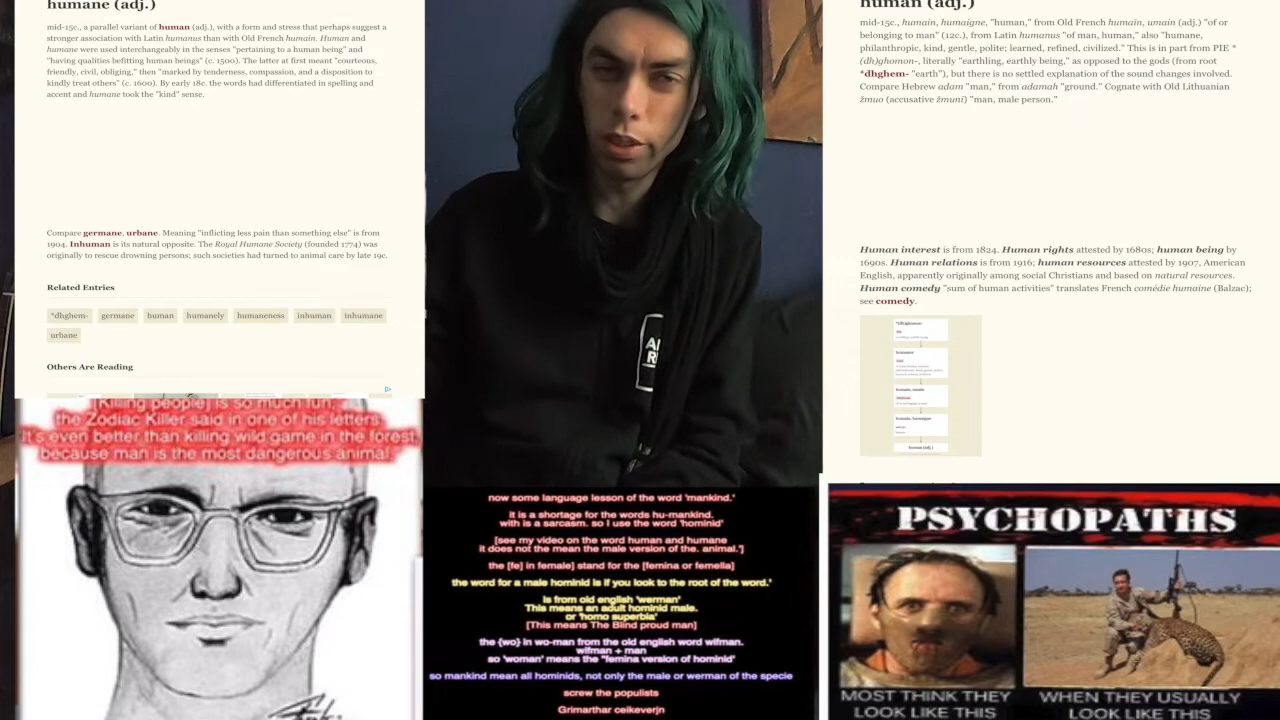 humane (adj.)
mid-15c., a parallel variant of human (adj.), with a form and stress that perhaps suggest a
stronger association with Latin humanus than with Old French humain. Human and
humane were used interchangeably in the senses "pertaining to a human being" and
"having qualities befitting human beings" (c. 1500). The latter at first meant "courteous,
friendly, civil, obliging," then "marked by tenderness, compassion, and a disposition to
kindly treat others" (c. 1600). By early 18c. the words had differentiated in spelling and
accent and humane took the "kind" sense.
Compare germane, urbane. Meaning "inflicting less pain than something else" is from
1904. Inhuman is its natural opposite. The Royal Humane Society (founded 1774) was
originally to rescue drowning persons; such societies had turned to animal care by late 19c.
Related Entries
*dhghem- germane human humanely humaneness inhuman inhumane
urbane
Others Are Reading
"Killing people is so much fun,"
the Zodiac Killer said in one of his letters.
"It's even better than killing wild game in the forest,
because man is the most dangerous animal."
now some language lesson of the word 'mankind.'
it is a shortage for the words hu-mankind.
with is a sarcasm. so I use the word 'hominid'
[see my video on the word human and humane
it does not the mean the male version of the. animal.']
the [fe] in female] stand for the [femina or femella]
the word for a male hominid is if you look to the root of the word.'
is from old english 'werman'
This means an adult hominid male.
or 'homo superbia'
[This means The Blind proud man]
the {wo} in wo-man from the old english word wifman.
wifman + man
so 'woman' means the "femina version of hominid'
so mankind mean all hominids, not only the male or werman of the specie
screw the populists
Grimarthar ceikeverjn
human (adj.)
mid-15c., humain, humaigne, "human," from Old French humain, umain (adj.) "of or
belonging to man" (12c.), from Latin humanus "of man, human," also "humane,
philanthropic, kind, gentle, polite; learned, refined, civilized." This is in part from PIE *
(dh)ghomon-, literally "earthling, earthly being," as opposed to the gods (from root
*dhghem- "earth"), but there is no settled explanation of the sound changes involved.
Compare Hebrew adam "man," from adamah "ground." Cognate with Old Lithuanian
žmuo (accusative žmuni) "man, male person."
Human interest is from 1824. Human rights attested by 1680s; human being by
1690s. Human relations is from 1916; human resources attested by 1907, American
English, apparently originally among social Christians and based on natural resources.
Human comedy "sum of human activities" translates French comédie humaine (Balzac);
see comedy.
human (adj.)
PSYCHOPATHS
MOST THINK THEY
LOOK LIKE THIS
WHEN THEY USUALLY
LOOK LIKE THIS